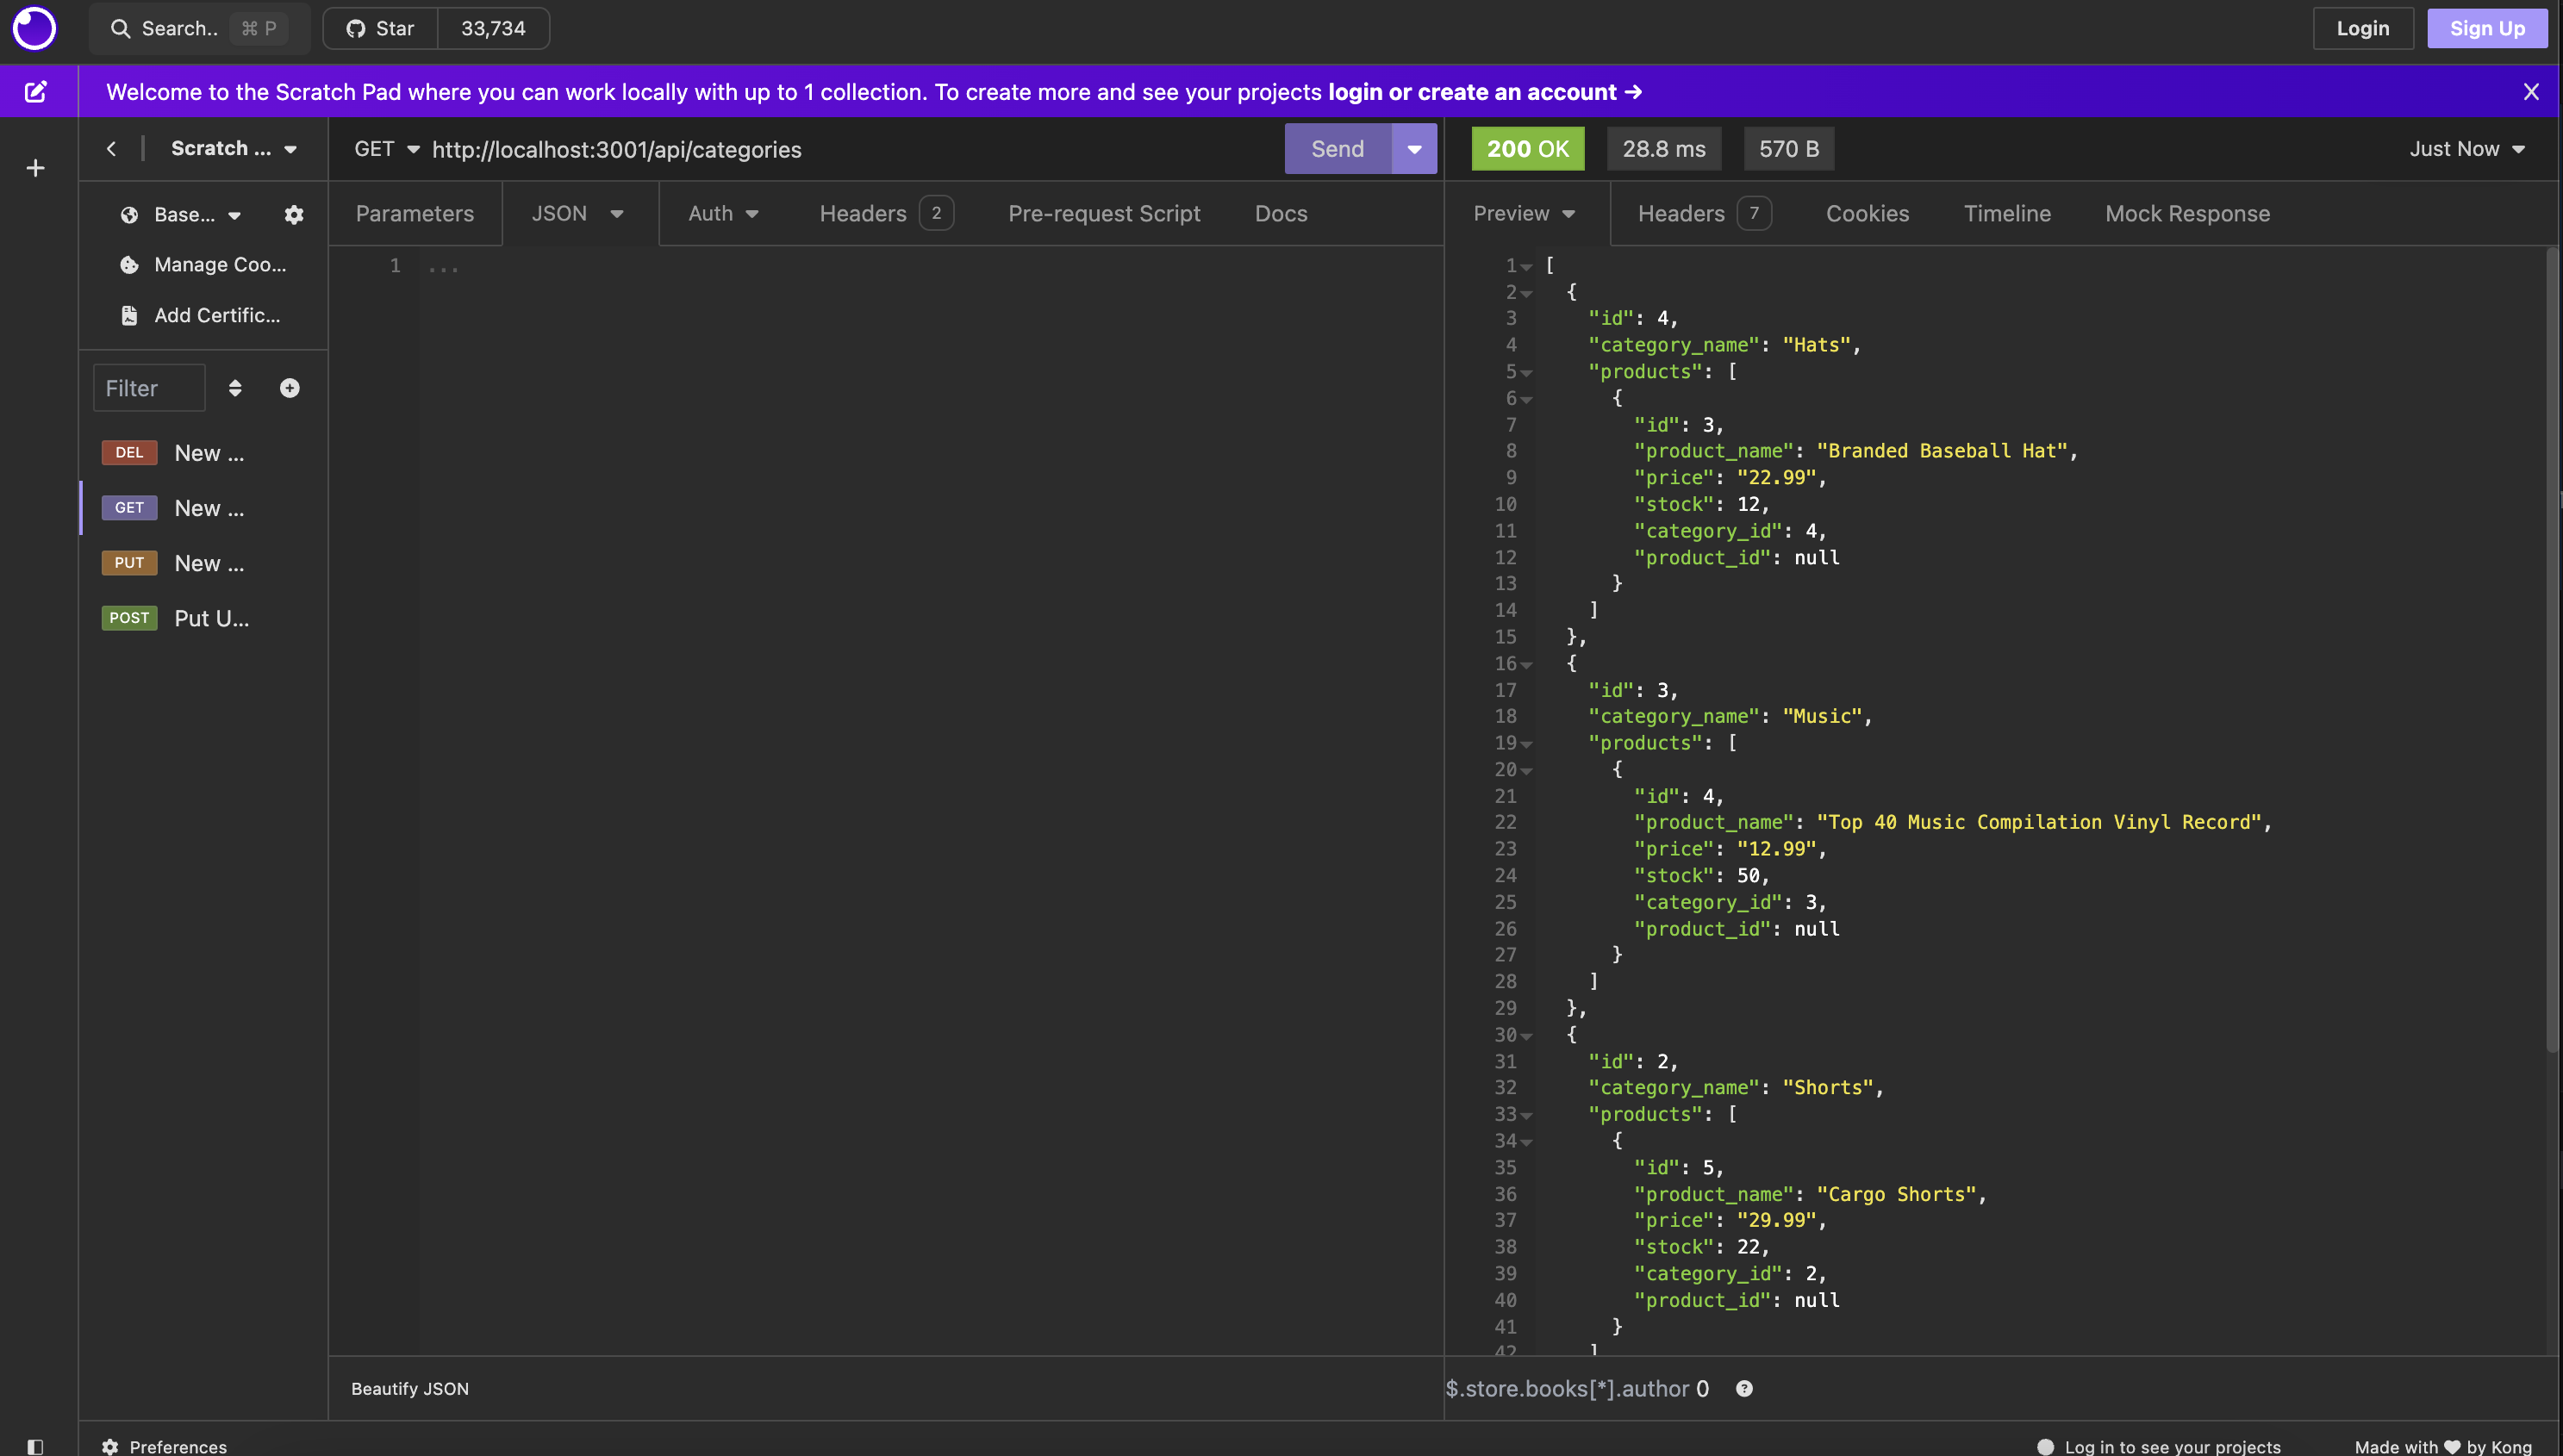 Search.. ⌘ P Star 33,734 Login Sign Up
Welcome to the Scratch Pad where you can work locally with up to 1 collection. To create more and see your projects login or create an account →
Scratch ...
Base...
Manage Coo...
Add Certific...
Filter
DEL New ...
GET New ...
PUT New ...
POST Put U...
GET http://localhost:3001/api/categories Send
Parameters JSON Auth Headers 2 Pre-request Script Docs
1 ...
Beautify JSON
200 OK 28.8 ms 570 B Just Now
Preview Headers 7 Cookies Timeline Mock Response
1 [
2 {
3 "id": 4,
4 "category_name": "Hats",
5 "products": [
6 {
7 "id": 3,
8 "product_name": "Branded Baseball Hat",
9 "price": "22.99",
10 "stock": 12,
11 "category_id": 4,
12 "product_id": null
13 }
14 ]
15 },
16 {
17 "id": 3,
18 "category_name": "Music",
19 "products": [
20 {
21 "id": 4,
22 "product_name": "Top 40 Music Compilation Vinyl Record",
23 "price": "12.99",
24 "stock": 50,
25 "category_id": 3,
26 "product_id": null
27 }
28 ]
29 },
30 {
31 "id": 2,
32 "category_name": "Shorts",
33 "products": [
34 {
35 "id": 5,
36 "product_name": "Cargo Shorts",
37 "price": "29.99",
38 "stock": 22,
39 "category_id": 2,
40 "product_id": null
41 }
42 ]
$.store.books[*].author 0
Preferences
Log in to see your projects Made with ♥ by Kong